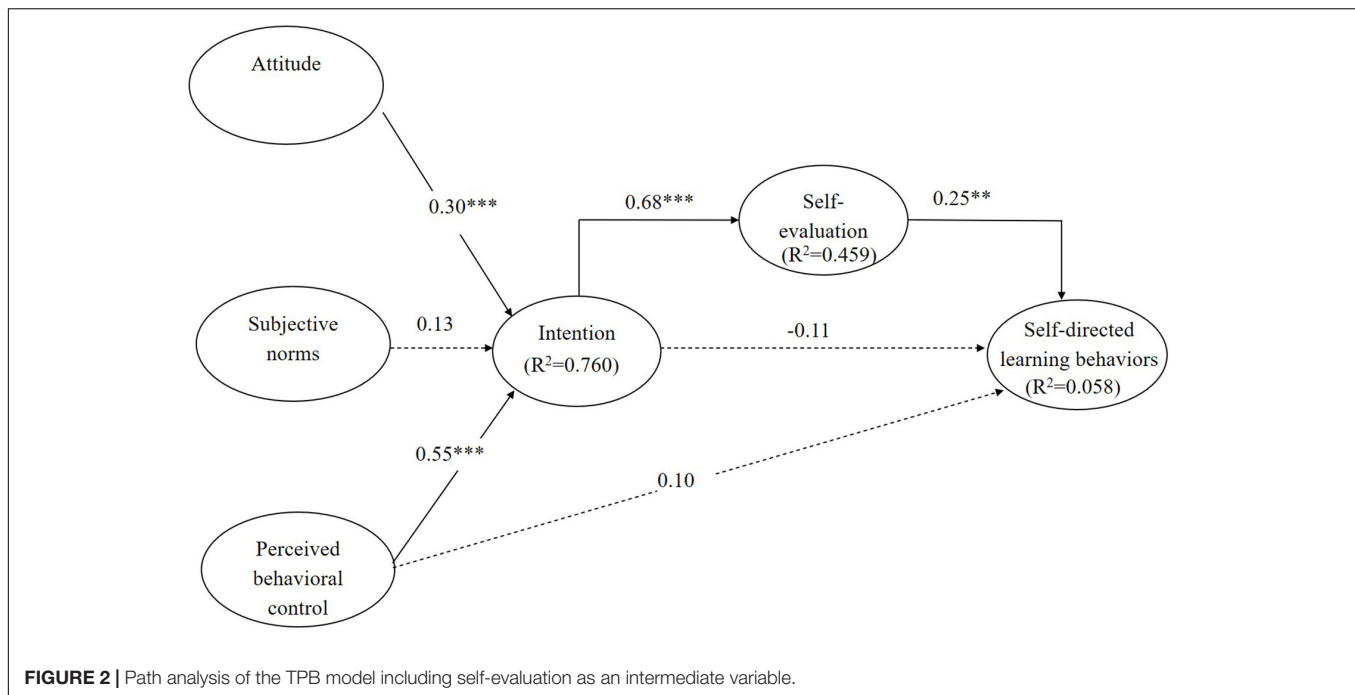 Attitude
0.30***
0.68***
Self-
evaluation
(R²=0.459)
0.25**
Subjective
norms
0.13
Intention
(R²=0.760)
-0.11
Self-directed
learning behaviors
(R²=0.058)
0.55***
0.10
Perceived
behavioral
control
FIGURE 2 | Path analysis of the TPB model including self-evaluation as an intermediate variable.